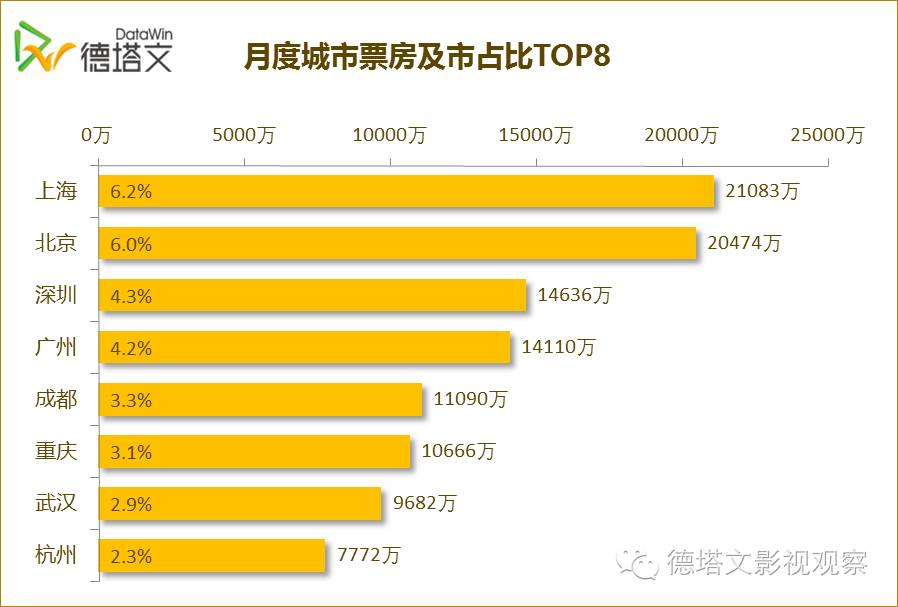 DataWin
德塔文
月度城市票房及市占比TOP8
0万 5000万 10000万 15000万 20000万 25000万
上海 6.2% 21083万
北京 6.0% 20474万
深圳 4.3% 14636万
广州 4.2% 14110万
成都 3.3% 11090万
重庆 3.1% 10666万
武汉 2.9% 9682万
杭州 2.3% 7772万
德塔文影视观察